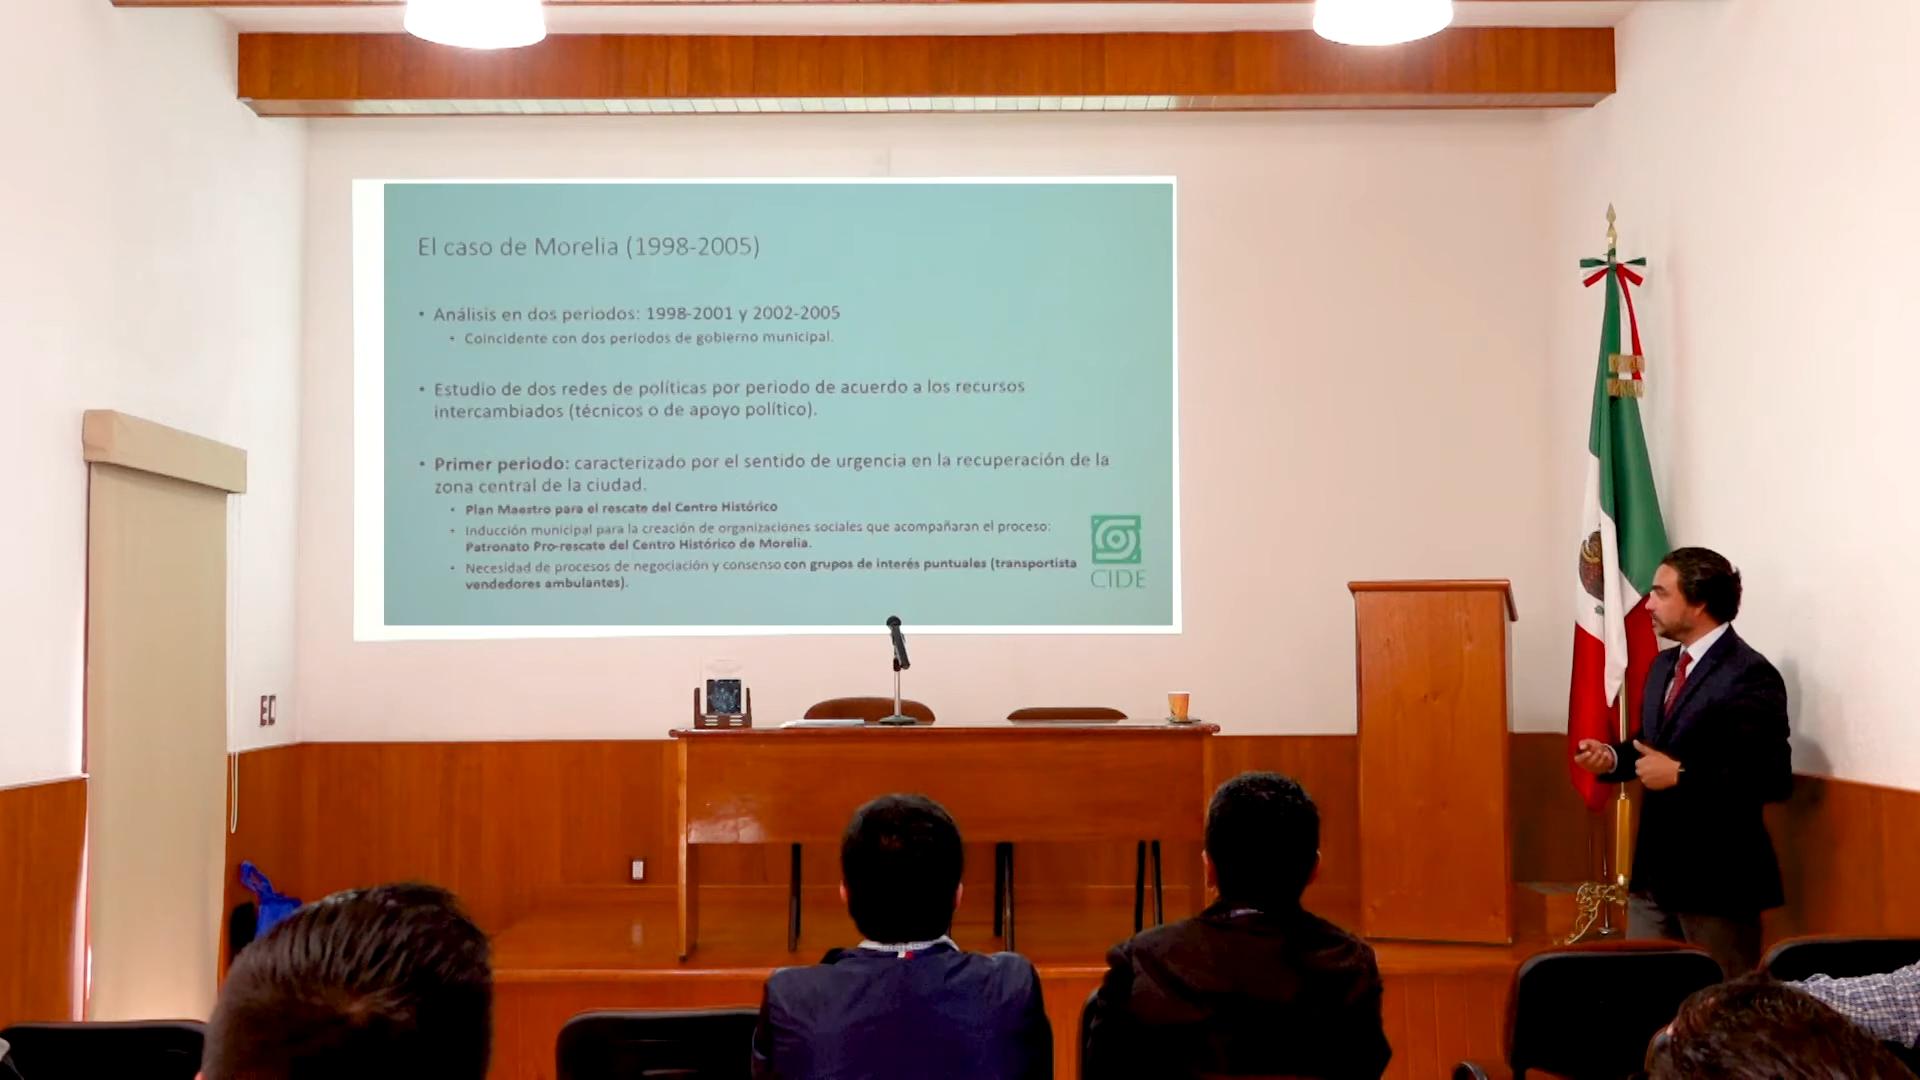 El caso de Morelia (1998-2005)
• Análisis en dos periodos: 1998-2001 y 2002-2005
• Coincidente con dos periodos de gobierno municipal.
• Estudio de dos redes de políticas por periodo de acuerdo a los recursos
intercambiados (técnicos o de apoyo político).
• Primer periodo: caracterizado por el sentido de urgencia en la recuperación de la
zona central de la ciudad.
• Plan Maestro para el rescate del Centro Histórico
• Inducción municipal para la creación de organizaciones sociales que acompañaran el proceso:
Patronato Pro-rescate del Centro Histórico de Morelia.
• Necesidad de procesos de negociación y consenso con grupos de interés puntuales (transportista
vendedores ambulantes).
CIDE